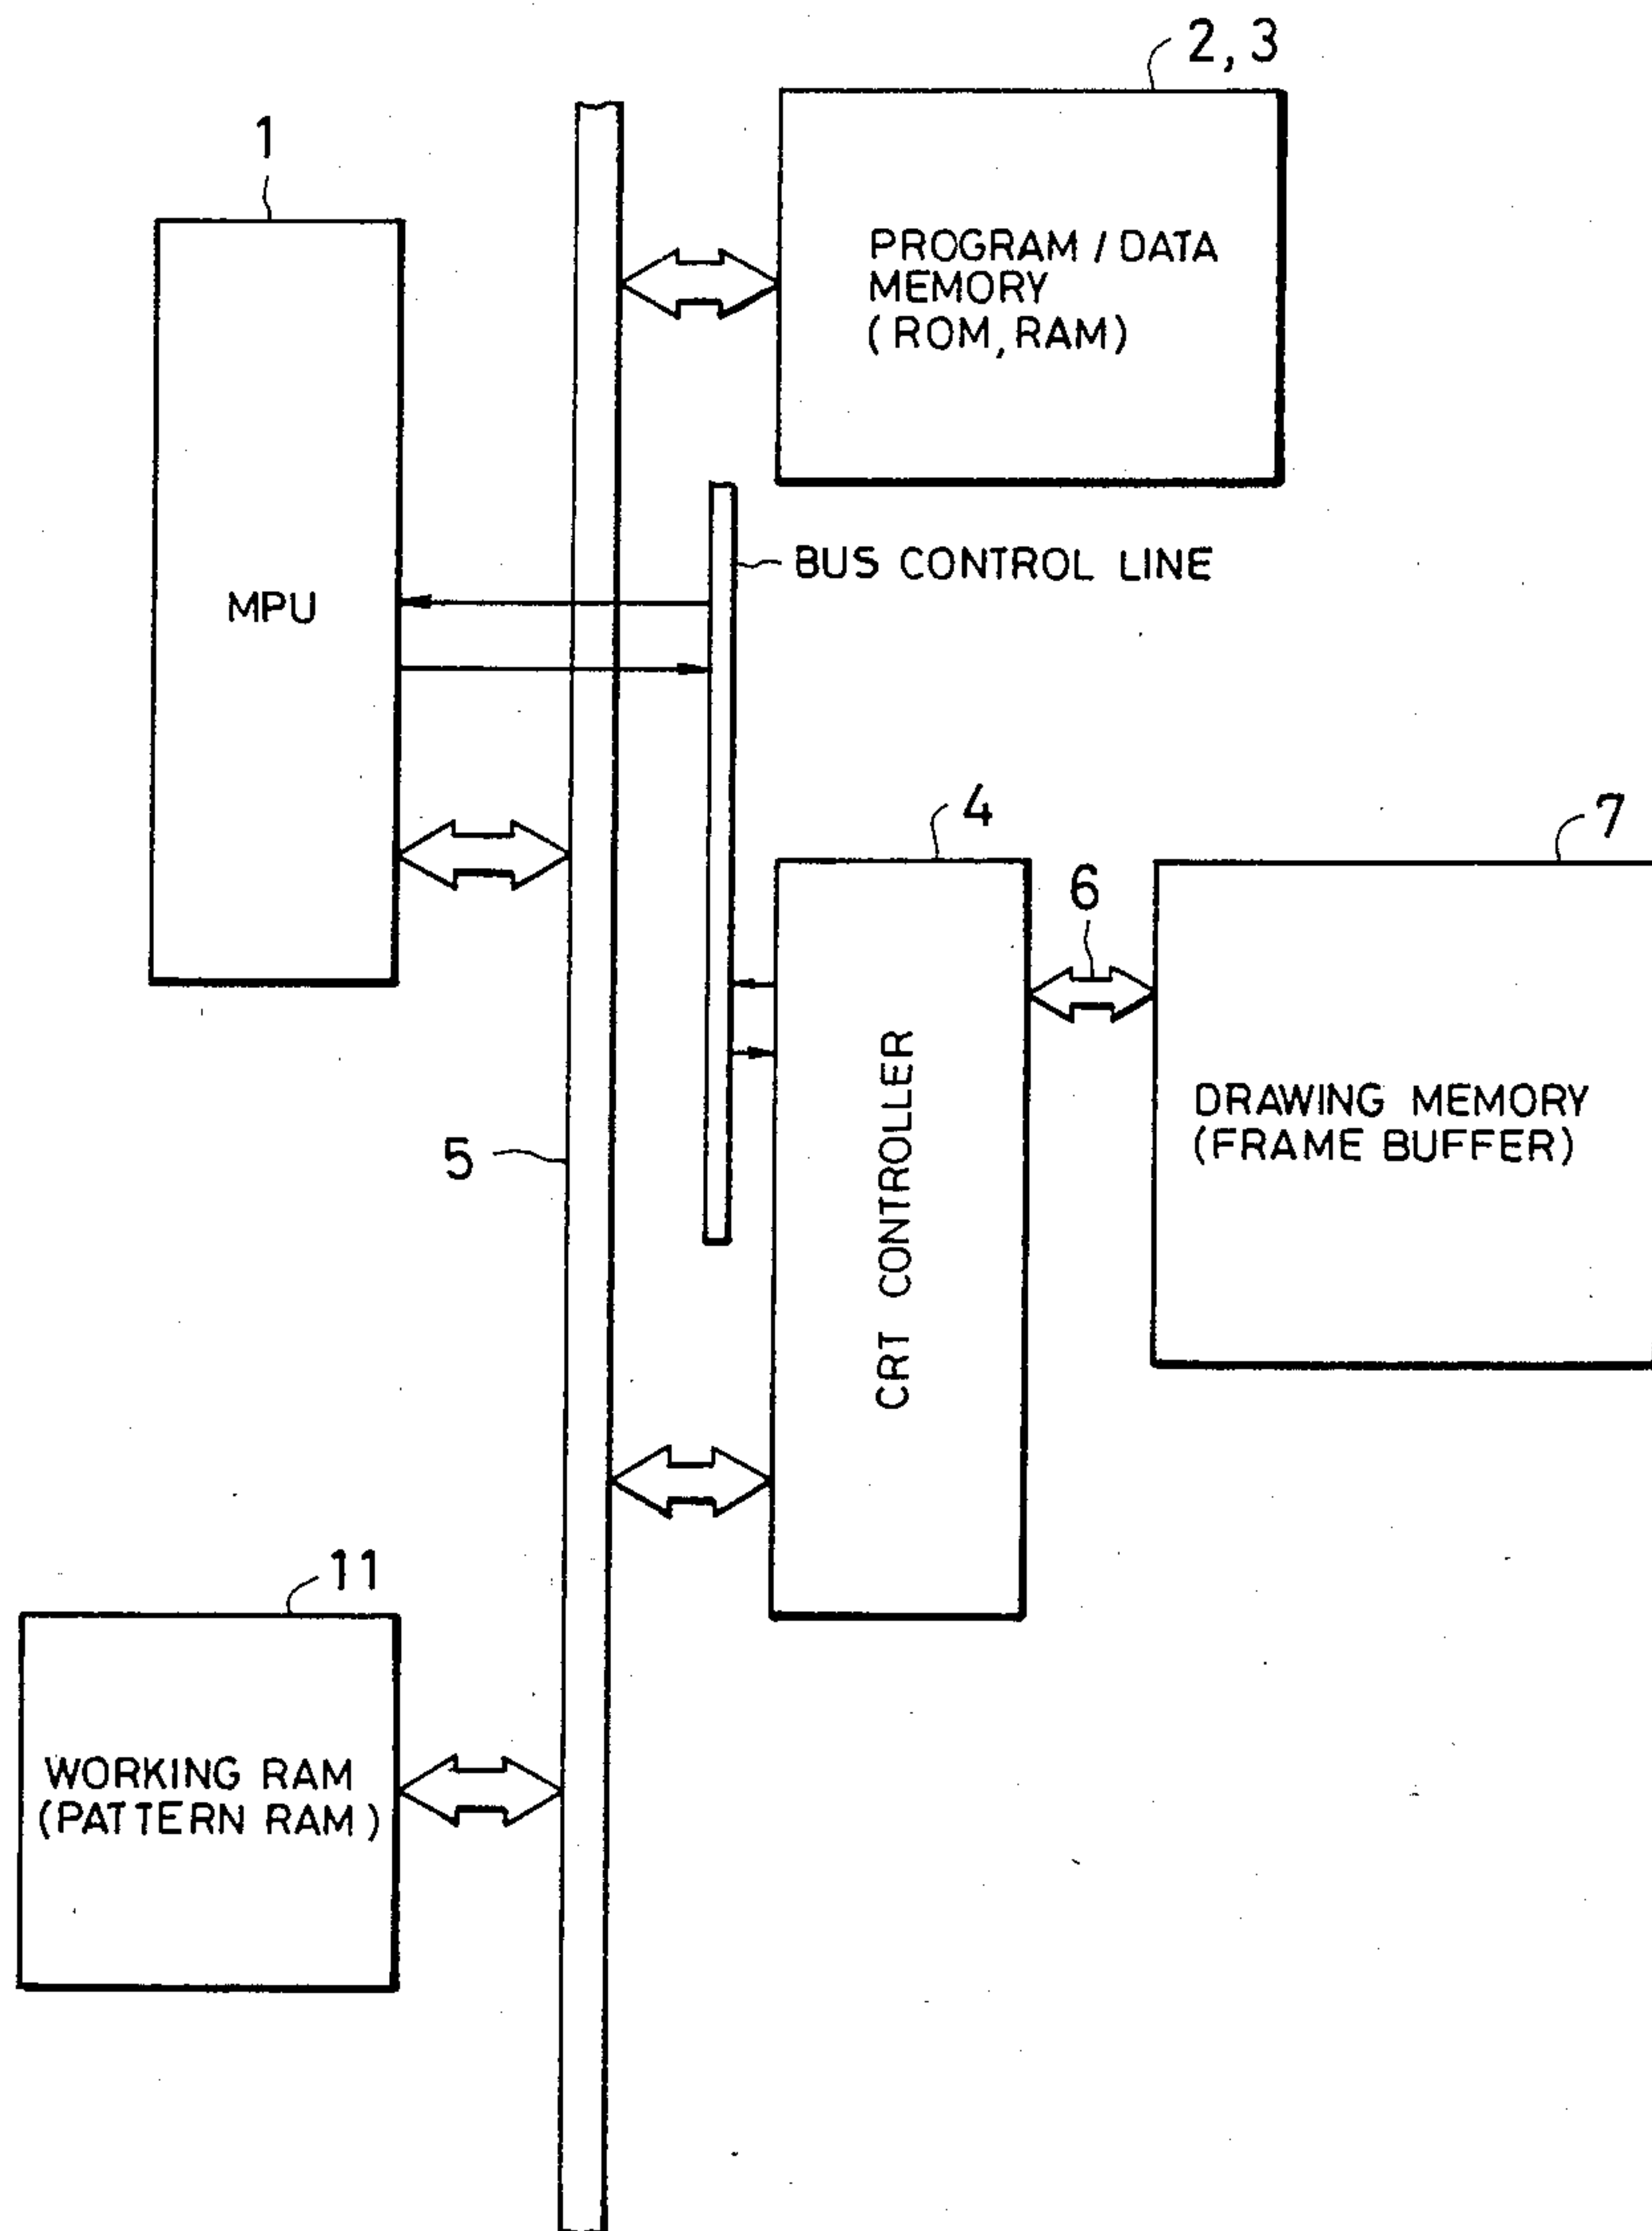 2, 3
1
PROGRAM / DATA
MEMORY
(ROM, RAM)
BUS CONTROL LINE
MPU
4
7
6
DRAWING MEMORY
(FRAME BUFFER)
CRT CONTROLLER
5
11
WORKING RAM
(PATTERN RAM)